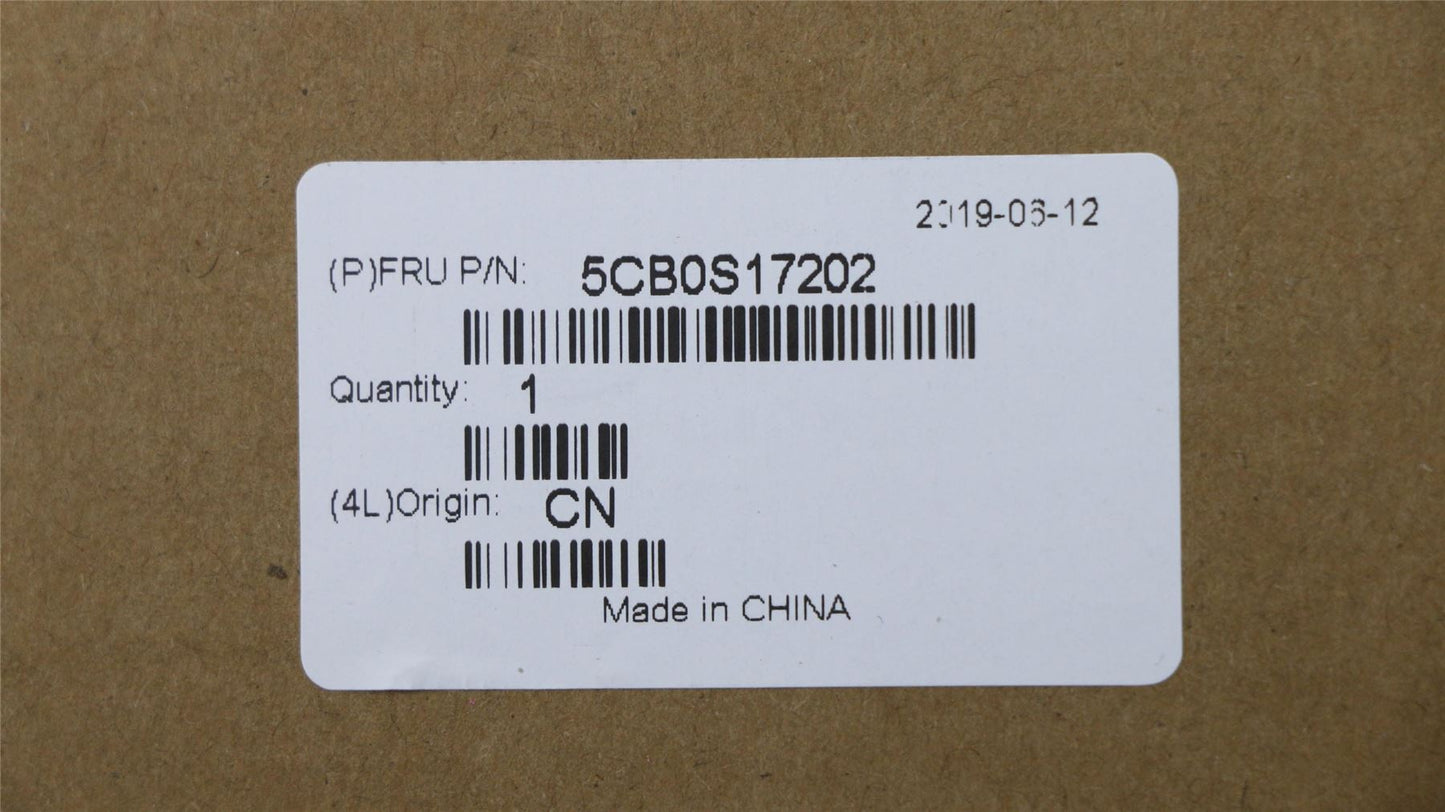 2019-06-12
(P)FRU P/N: 5CB0S17202
Quantity: 1
(4L)Origin: CN
Made in CHINA